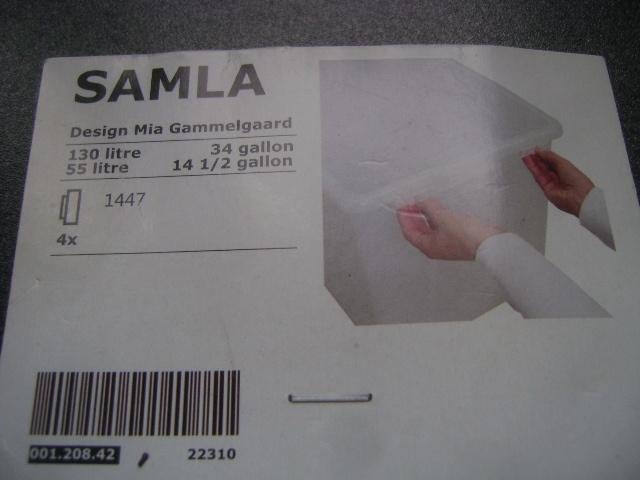 SAMLA
Design Mia Gammelgaard
130 litre 34 gallon
55 litre 14 1/2 gallon
1447
4x
001.208.42 22310